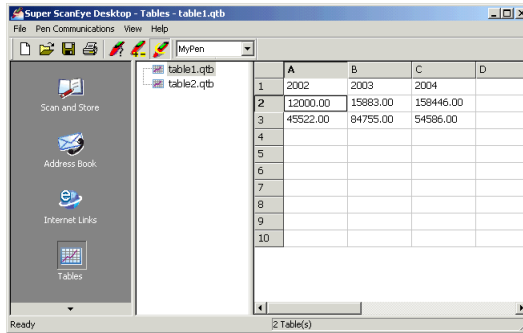 Super ScanEye Desktop - Tables - table1.qtb
File Pen Communications View Help
MyPen
Scan and Store
Address Book
Internet Links
Tables
table1.qtb
table2.qtb
A B C D
1 2002 2003 2004
2 12000.00 15883.00 158446.00
3 45522.00 84755.00 54586.00
4
5
6
7
8
9
10
Ready 2 Table(s)